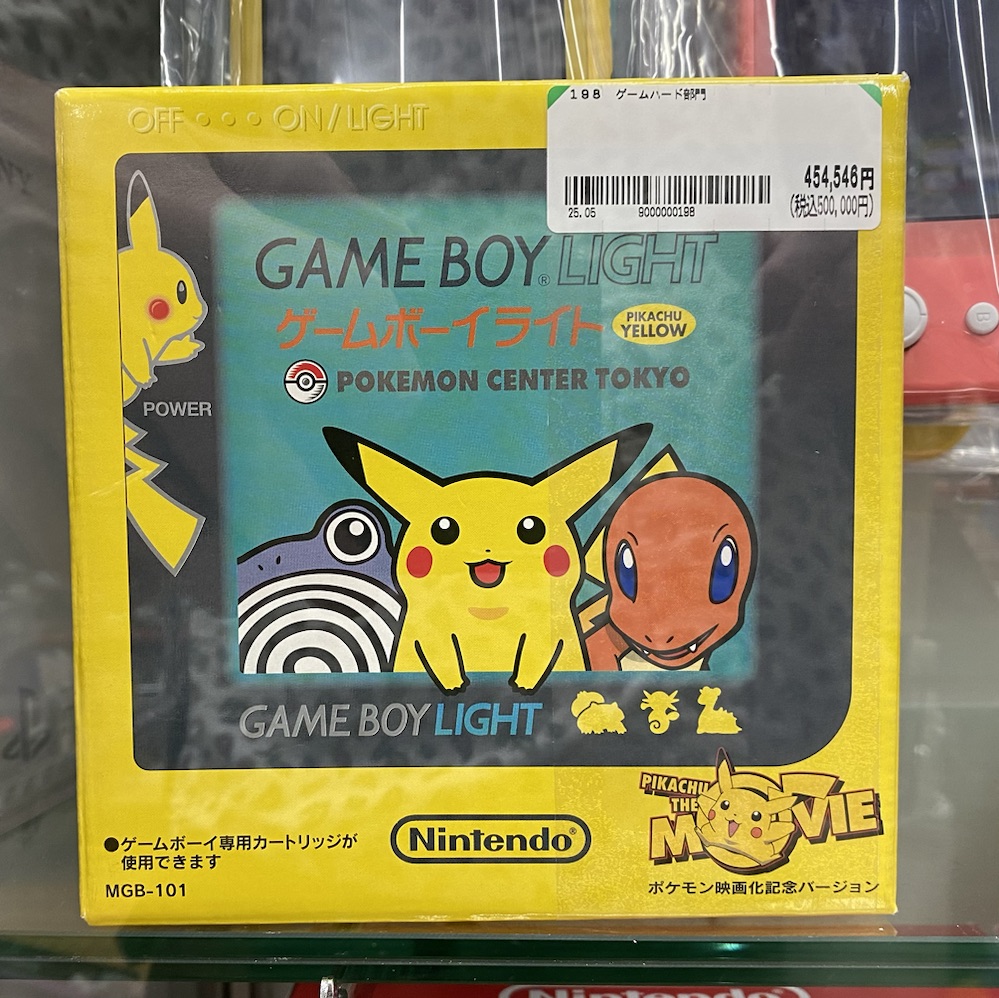 OFF・・・ON/LIGHT
198 ゲームハード部門
454,546円
(税込500,000円)
25.05 9000000198
GAME BOY® LIGHT
ゲームボーイライト
PIKACHU
YELLOW
POKEMON CENTER TOKYO
POWER
GAME BOY LIGHT
PIKACHU
THE
MOVIE
●ゲームボーイ専用カートリッジが
使用できます
Nintendo®
MGB-101
ポケモン映画化記念バージョン
Nintendo